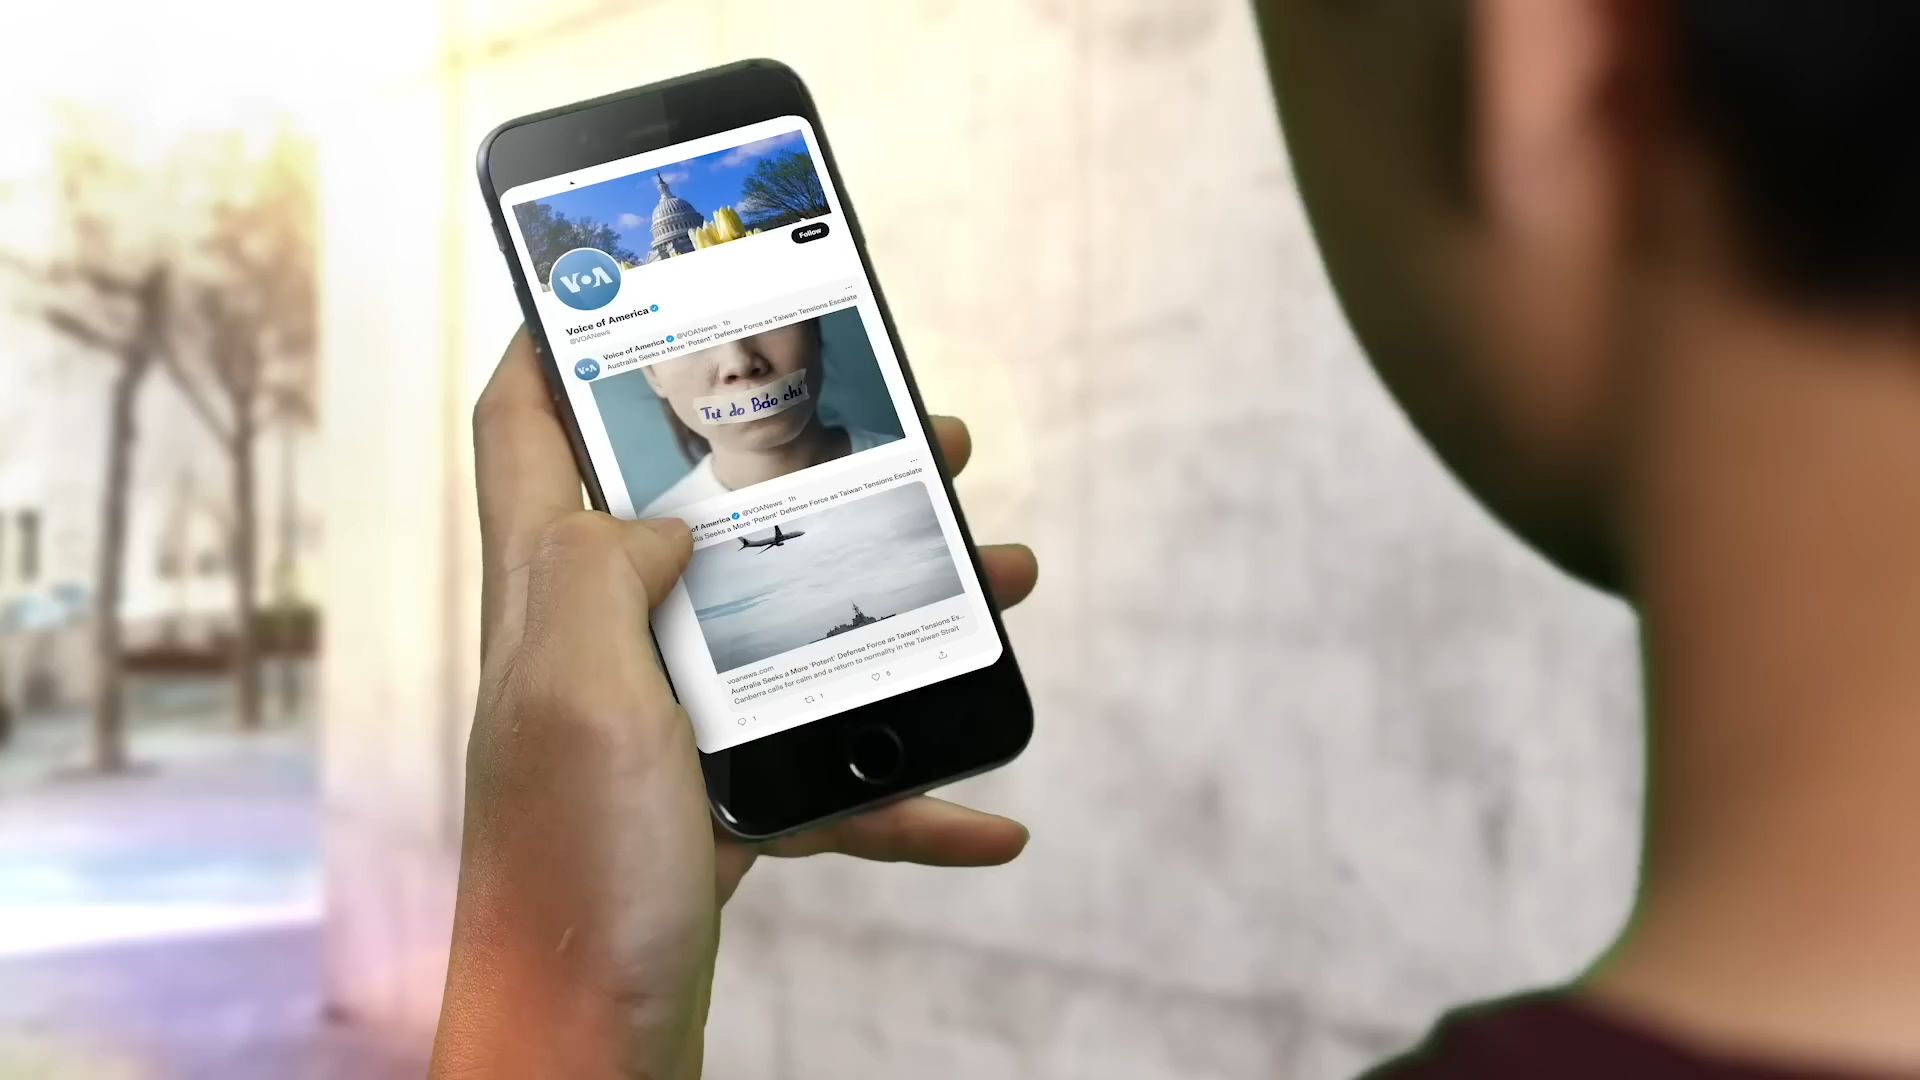 Follow
VOA
Voice of America
@VOANews
VOA
Voice of America @VOANews · 1h
Australia Seeks a More 'Potent' Defense Force as Taiwan Tensions Escalate
Tự do Báo chí
of America @VOANews · 1h
lia Seeks a More 'Potent' Defense Force as Taiwan Tensions Escalate
voanews.com
Australia Seeks a More 'Potent' Defense Force as Taiwan Tensions Es...
Canberra calls for calm and a return to normality in the Taiwan Strait
1
1
5